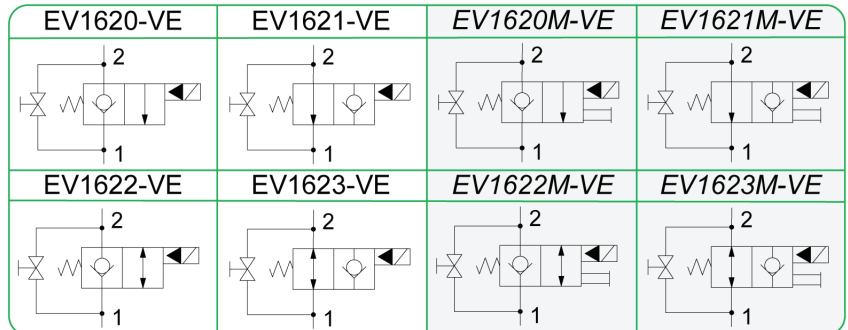 EV1620-VE EV1621-VE EV1620M-VE EV1621M-VE
2 2 2 2
1 1 1 1
EV1622-VE EV1623-VE EV1622M-VE EV1623M-VE
2 2 2 2
1 1 1 1